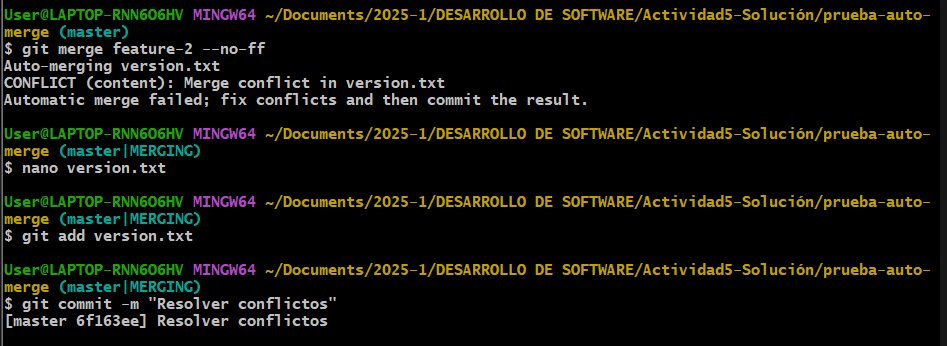 User@LAPTOP-RNN6O6HV MINGW64 ~/Documents/2025-1/DESARROLLO DE SOFTWARE/Actividad5-Solución/prueba-auto-
merge (master)
$ git merge feature-2 --no-ff
Auto-merging version.txt
CONFLICT (content): Merge conflict in version.txt
Automatic merge failed; fix conflicts and then commit the result.
User@LAPTOP-RNN6O6HV MINGW64 ~/Documents/2025-1/DESARROLLO DE SOFTWARE/Actividad5-Solución/prueba-auto-
merge (master|MERGING)
$ nano version.txt
User@LAPTOP-RNN6O6HV MINGW64 ~/Documents/2025-1/DESARROLLO DE SOFTWARE/Actividad5-Solución/prueba-auto-
merge (master|MERGING)
$ git add version.txt
User@LAPTOP-RNN6O6HV MINGW64 ~/Documents/2025-1/DESARROLLO DE SOFTWARE/Actividad5-Solución/prueba-auto-
merge (master|MERGING)
$ git commit -m "Resolver conflictos"
[master 6f163ee] Resolver conflictos